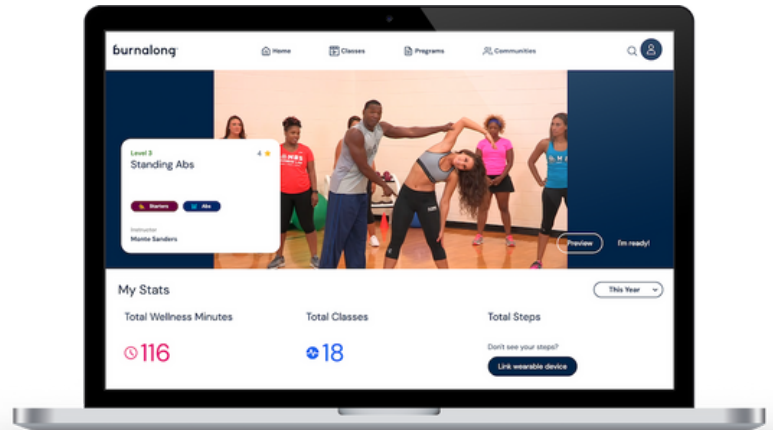 burnalong
Home
Classes
Programs
Communities
Level 3
4
Standing Abs
Starters
Abs
Instructor
Monte Sanders
Preview
I'm ready!
My Stats
This Year
Total Wellness Minutes
Total Classes
Total Steps
116
18
Don't see your steps?
Link wearable device